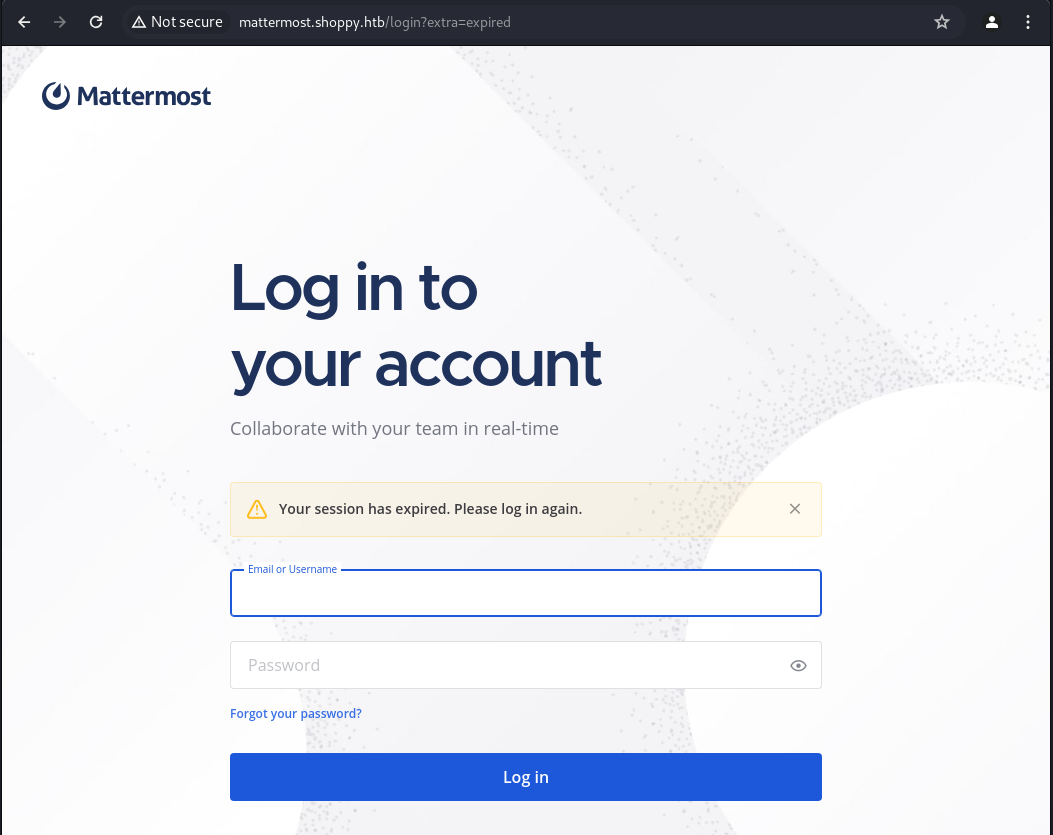 Not secure mattermost.shoppy.htb/login?extra=expired
Mattermost
Log in to
your account
Collaborate with your team in real-time
Your session has expired. Please log in again.
Email or Username
Password
Forgot your password?
Log in